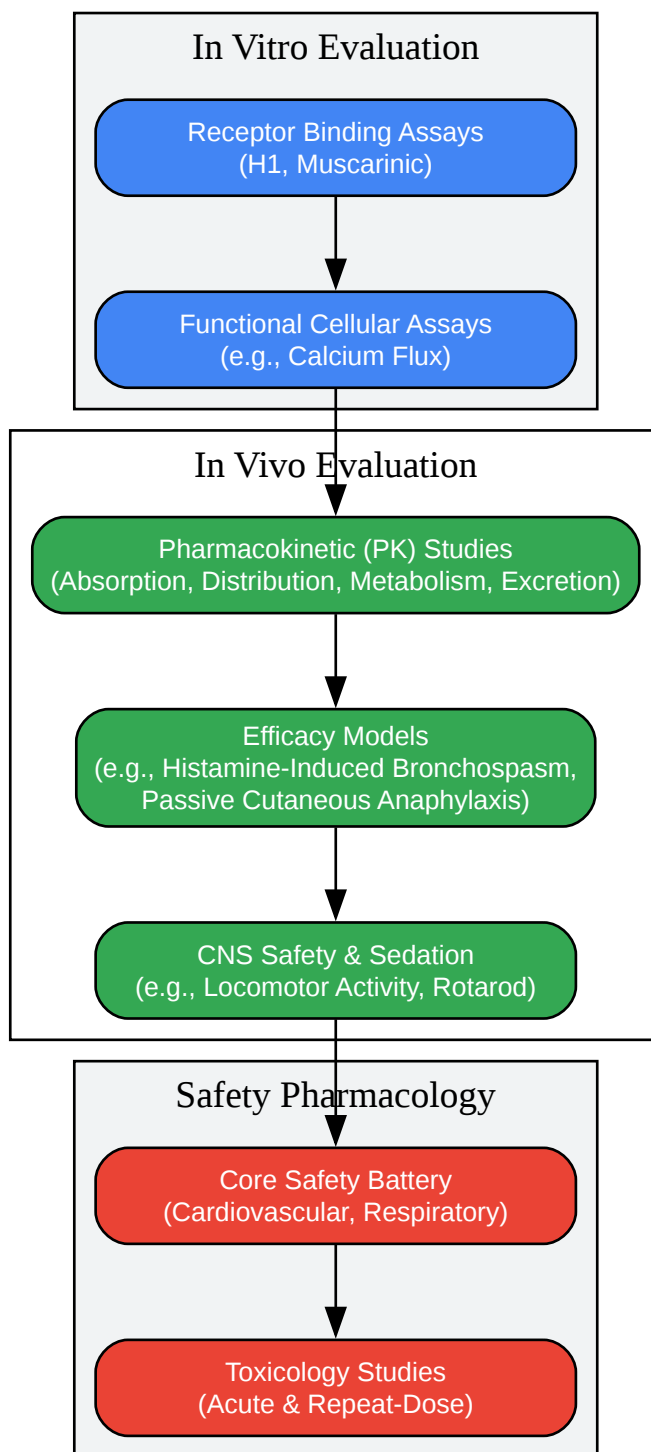 In Vitro Evaluation
Receptor Binding Assays
(H1, Muscarinic)
Functional Cellular Assays
(e.g., Calcium Flux)
In Vivo Evaluation
Pharmacokinetic (PK) Studies
(Absorption, Distribution, Metabolism, Excretion)
Efficacy Models
(e.g., Histamine-Induced Bronchospasm,
Passive Cutaneous Anaphylaxis)
CNS Safety & Sedation
(e.g., Locomotor Activity, Rotarod)
Safety Pharmacology
Core Safety Battery
(Cardiovascular, Respiratory)
Toxicology Studies
(Acute & Repeat-Dose)